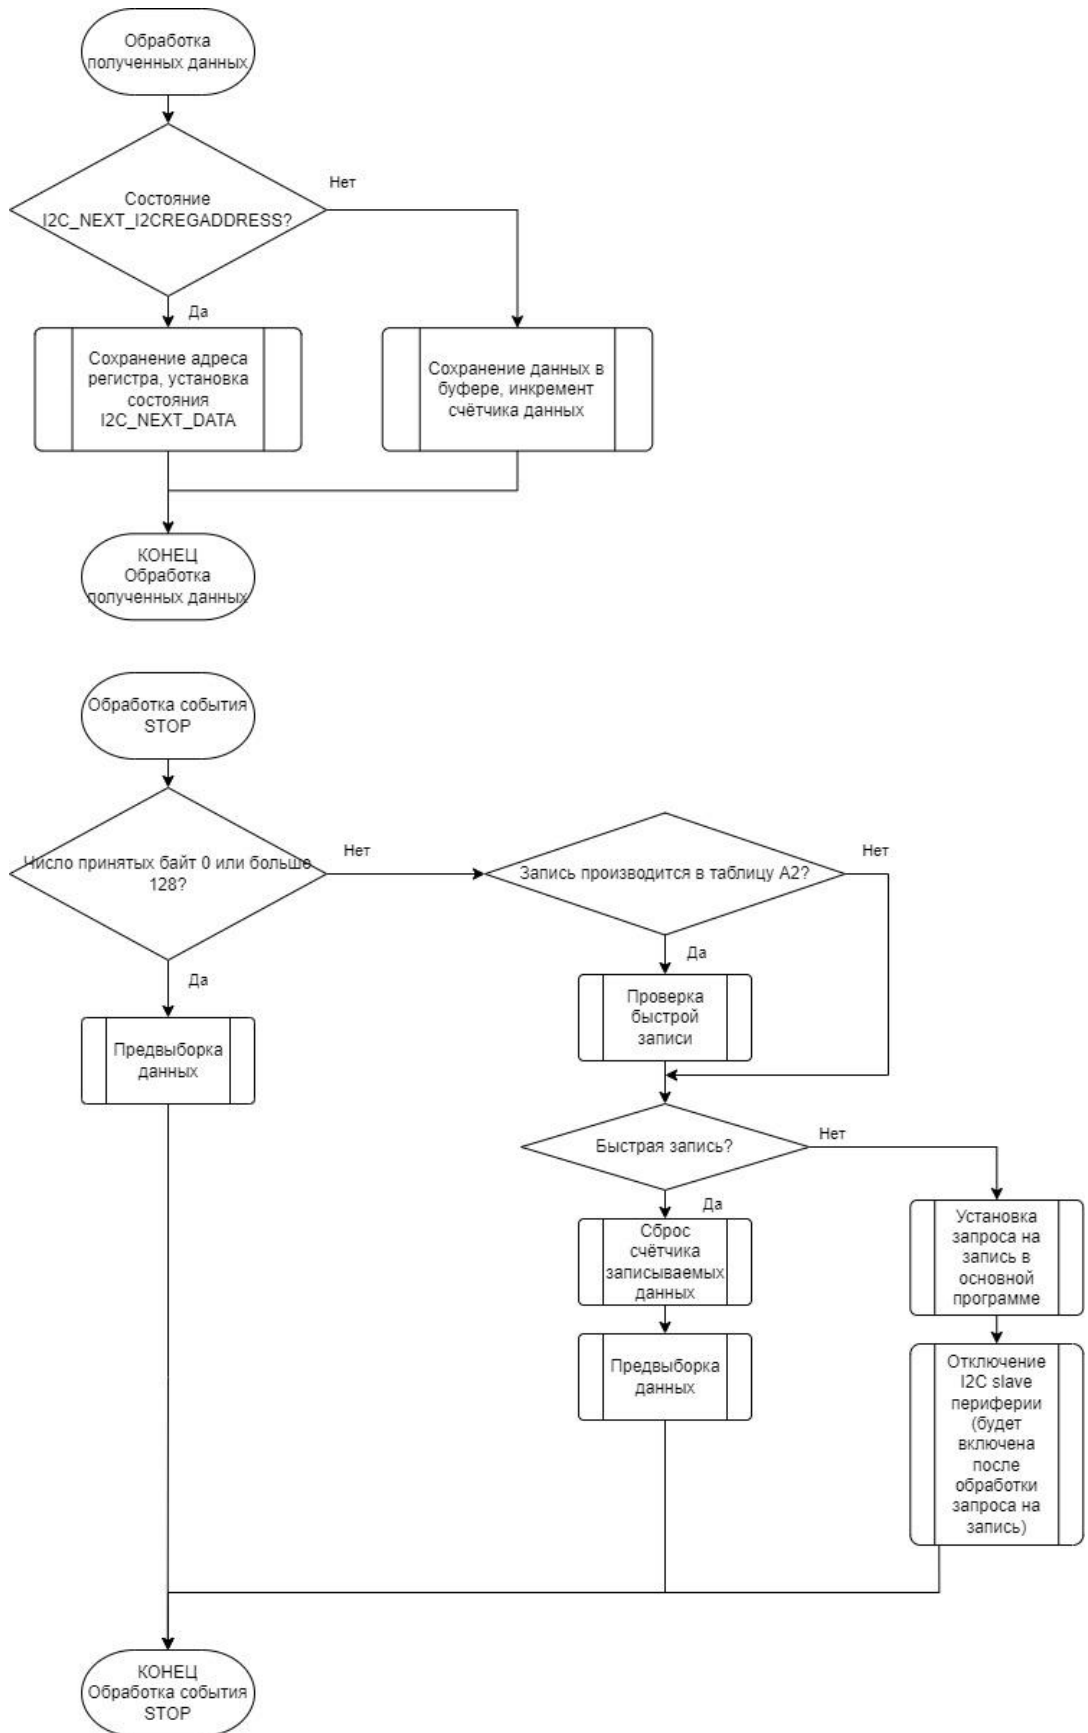 Обработка
полученных данных
Состояние
I2C_NEXT_I2CREGADDRESS?
Нет
Да
Сохранение адреса
регистра, установка
состояния
I2C_NEXT_DATA
Сохранение данных в
буфере, инкремент
счётчика данных
КОНЕЦ
Обработка
полученных данных
Обработка события
STOP
Число принятых байт 0 или больше
128?
Нет
Да
Запись производится в таблицу A2?
Нет
Да
Предвыборка
данных
Проверка
быстрой
записи
Быстрая запись?
Нет
Да
Сброс
счётчика
записываемых
данных
Предвыборка
данных
Установка
запроса на
запись в
основной
программе
Отключение
I2C slave
периферии
(будет
включена
после
обработки
запроса на
запись)
КОНЕЦ
Обработка события
STOP